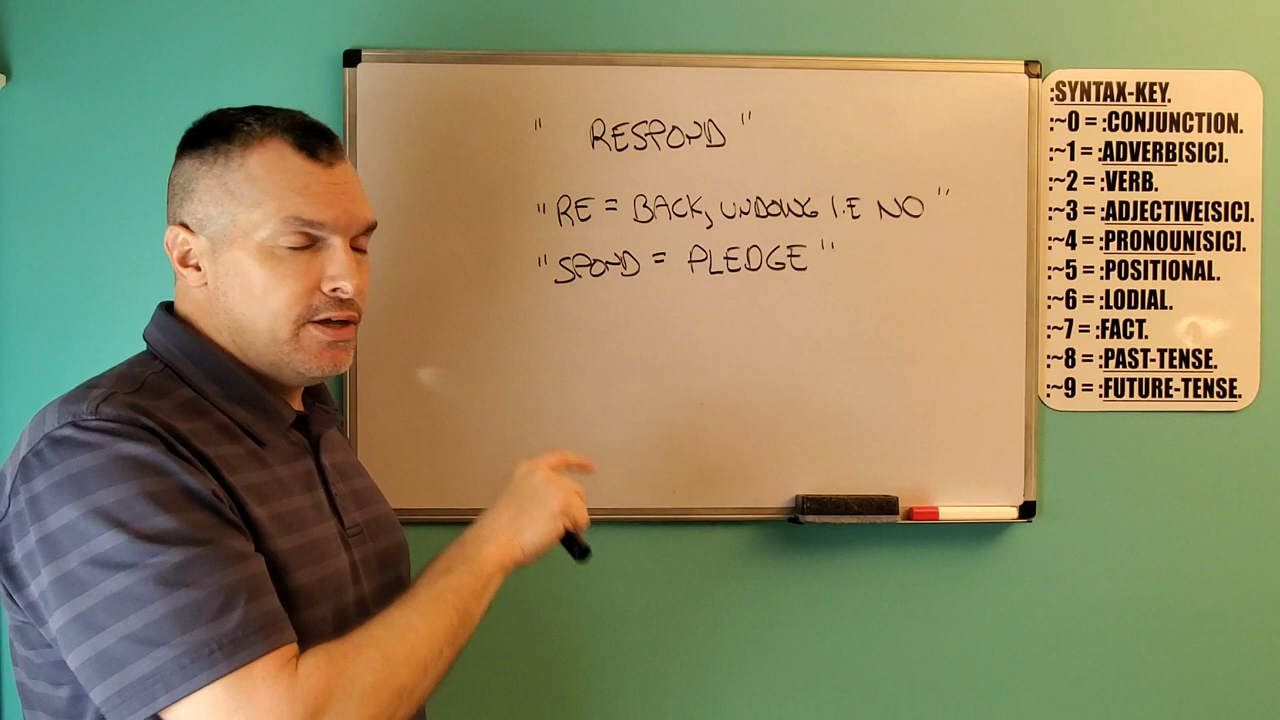 " RESPOND "
" RE = BACK, UNDOING I.E NO "
" SPOND = PLEDGE "
:SYNTAX-KEY.
:~0 = :CONJUNCTION.
:~1 = :ADVERB[SIC].
:~2 = :VERB.
:~3 = :ADJECTIVE[SIC].
:~4 = :PRONOUN[SIC].
:~5 = :POSITIONAL.
:~6 = :LODIAL.
:~7 = :FACT.
:~8 = :PAST-TENSE.
:~9 = :FUTURE-TENSE.